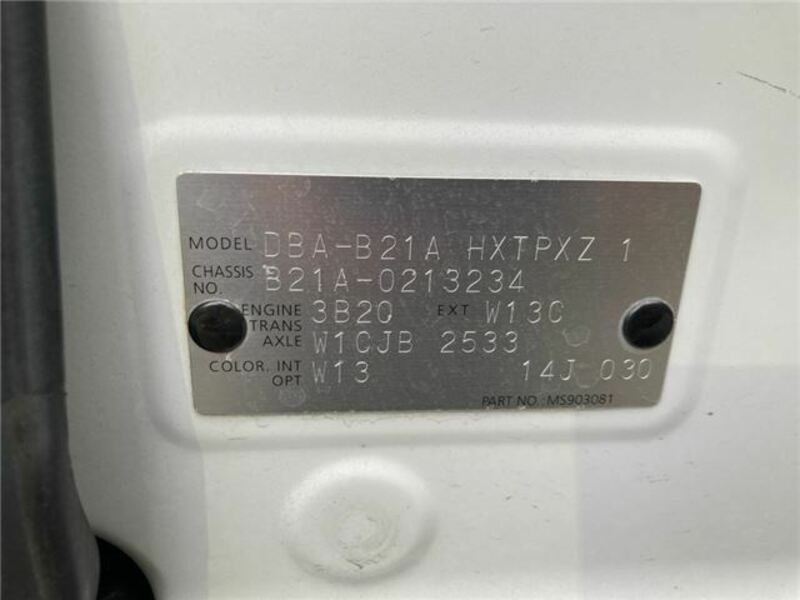 MODEL DBA-B21A HXTPXZ 1
CHASSIS NO. B21A-0213234
ENGINE 3B20 EXT W13C
TRANS AXLE W1CJB 2533
COLOR. INT OPT W13 14J 030
PART NO.: MS903081